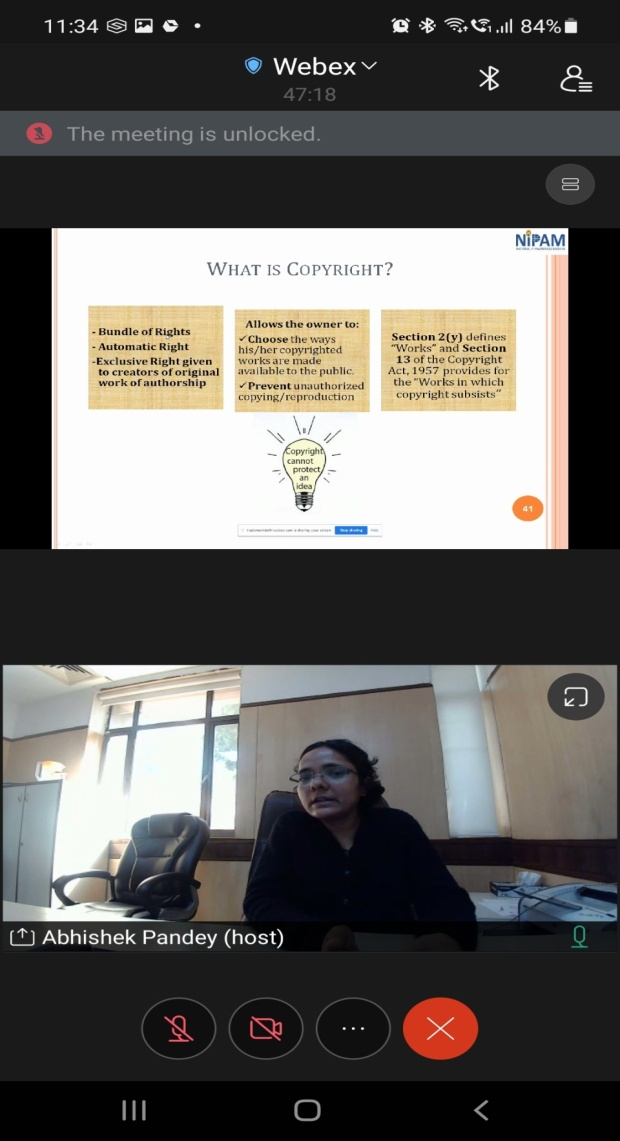 11:34
84%
Webex
47:18
The meeting is unlocked.
NiPAM
WHAT IS COPYRIGHT?
- Bundle of Rights
- Automatic Right
-Exclusive Right given
to creators of original
work of authorship
Allows the owner to:
✓Choose the ways
his/her copyrighted
works are made
available to the public.
✓Prevent unauthorized
copying/reproduction
Section 2(y) defines
"Works" and Section
13 of the Copyright
Act, 1957 provides for
the "Works in which
copyright subsists"
Copyright
cannot
protect
an
idea
41
Stop sharing
Hide
Abhishek Pandey (host)